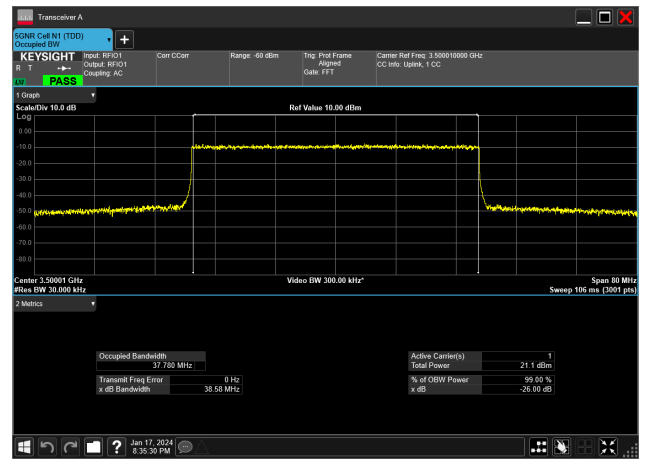 Transceiver A
5GNR Cell N1 (TDD)
Occupied BW
KEYSIGHT
R T
LW
PASS
Input: RFIO1
Output: RFIO1
Coupling: AC
Corr CCorr
Range: -60 dBm
Trig: Prot Frame
Aligned
Gate: FFT
Carrier Ref Freq: 3.500010000 GHz
CC Info: Uplink, 1 CC
1 Graph
Scale/Div 10.0 dB
Ref Value 10.00 dBm
Log
0.00
-10.0
-20.0
-30.0
-40.0
-50.0
-60.0
-70.0
-80.0
Center 3.50001 GHz
Video BW 300.00 kHz*
Span 80 MHz
#Res BW 30.000 kHz
Sweep 106 ms (3001 pts)
2 Metrics
Occupied Bandwidth
37.780 MHz
Transmit Freq Error 0 Hz
x dB Bandwidth 38.58 MHz
Active Carrier(s) 1
Total Power 21.1 dBm
% of OBW Power 99.00 %
x dB -26.00 dB
?
Jan 17, 2024
8:35:30 PM